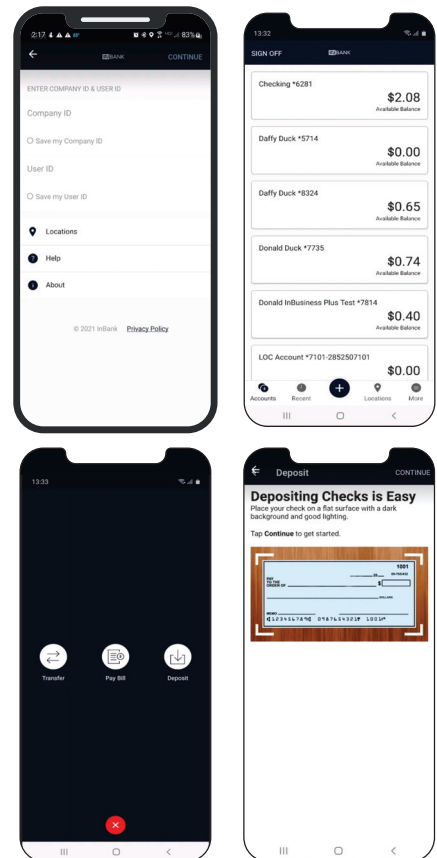 2:17
83%
INBANK
CONTINUE
ENTER COMPANY ID & USER ID
Company ID
Save my Company ID
User ID
Save my User ID
Locations
Help
About
© 2021 InBank Privacy Policy
13:32
SIGN OFF
INBANK
Checking *6281
$2.08
Available Balance
Daffy Duck *5714
$0.00
Available Balance
Daffy Duck *8324
$0.65
Available Balance
Donald Duck *7735
$0.74
Available Balance
Donald InBusiness Plus Test *7814
$0.40
Available Balance
LOC Account *7101-2852507101
$0.00
Accounts Recent Locations More
13:33
Transfer Pay Bill Deposit
Deposit
CONTINUE
Depositing Checks is Easy
Place your check on a flat surface with a dark
background and good lighting.
Tap Continue to get started.
1001
PAY
TO THE
ORDER OF
$
DOLLARS
MEMO